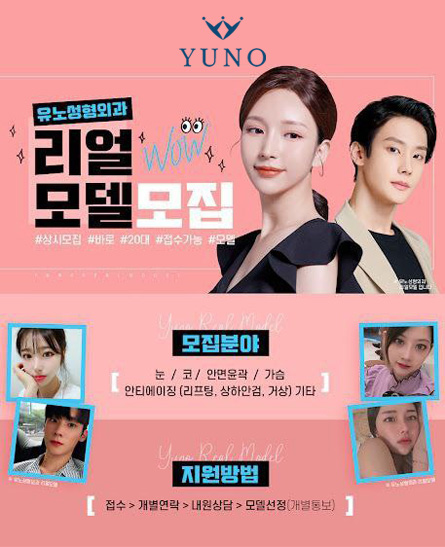 YUNO
유노성형외과
리얼
WOW
모델모집
#상시모집 #바로 #20대 #접수가능 #모델
Yuno Real Model
모집분야
눈 / 코 / 안면윤곽 / 가슴
안티에이징 (리프팅, 상하안검, 거상) 기타
Yuno Real Model
지원방법
접수 > 개별연락 > 내원상담 > 모델선정(개별통보)